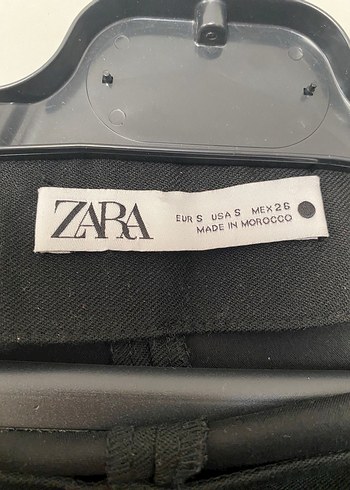 ZARA
EUR S USA S MEX 26
MADE IN MOROCCO